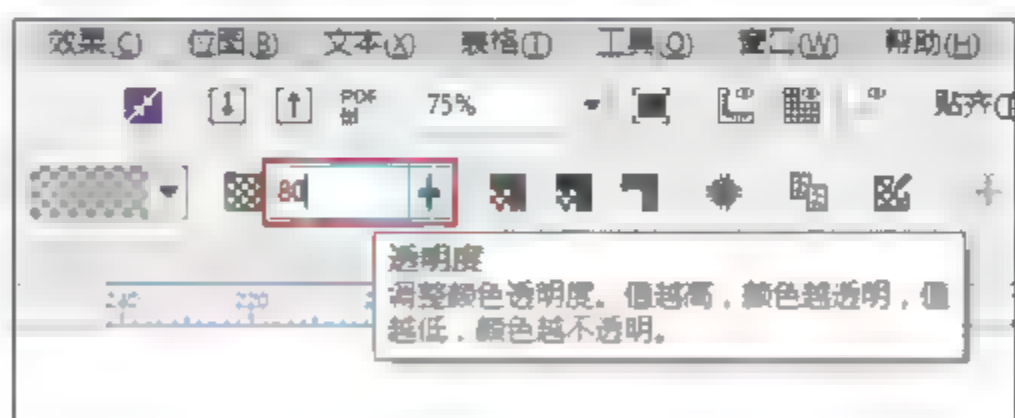 效果(C) 位图(B) 文本(X) 表格(T) 工具(O) 窗口(W) 帮助(H)
PDF 75% 贴齐(
80
透明度
调整颜色透明度。值越高，颜色越透明，值
越低，颜色越不透明。